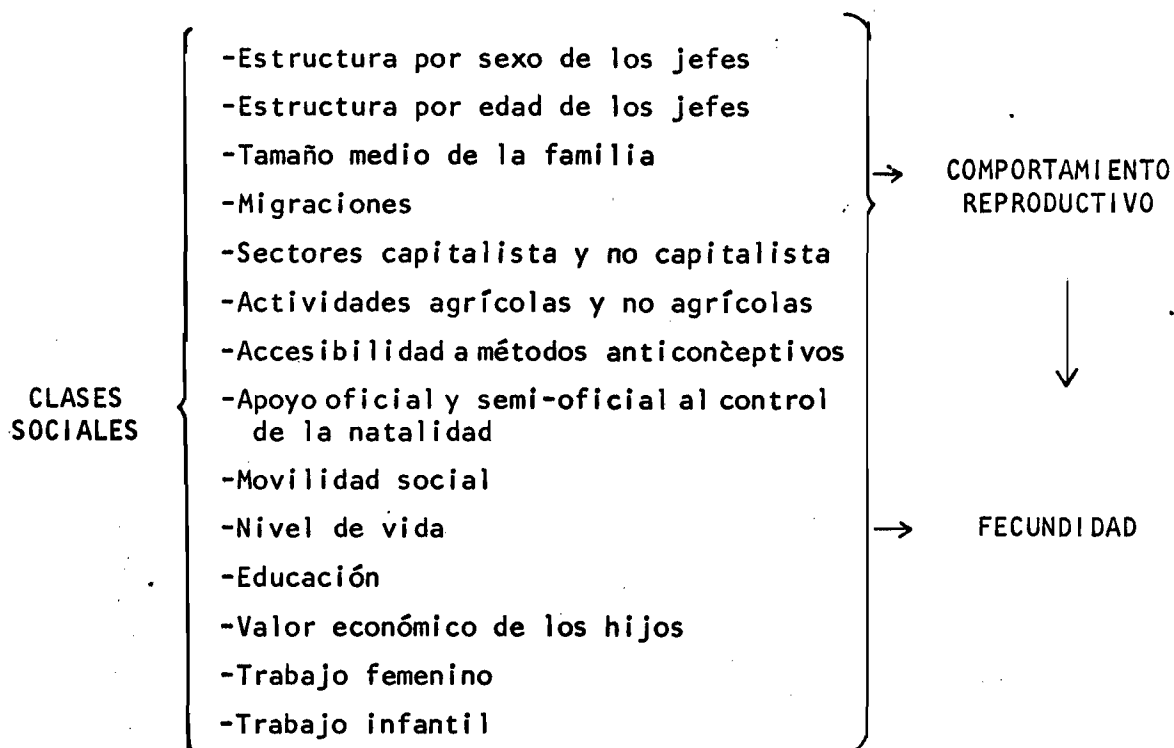 -Estructura por sexo de los jefes
-Estructura por edad de los jefes
-Tamaño medio de la familia
-Migraciones
-Sectores capitalista y no capitalista
-Actividades agrícolas y no agrícolas
-Accesibilidad a métodos anticonceptivos
-Apoyo oficial y semi-oficial al control
de la natalidad
-Movilidad social
-Nivel de vida
-Educación
-Valor económico de los hijos
-Trabajo femenino
-Trabajo infantil
CLASES
SOCIALES
COMPORTAMIENTO
REPRODUCTIVO
FECUNDIDAD